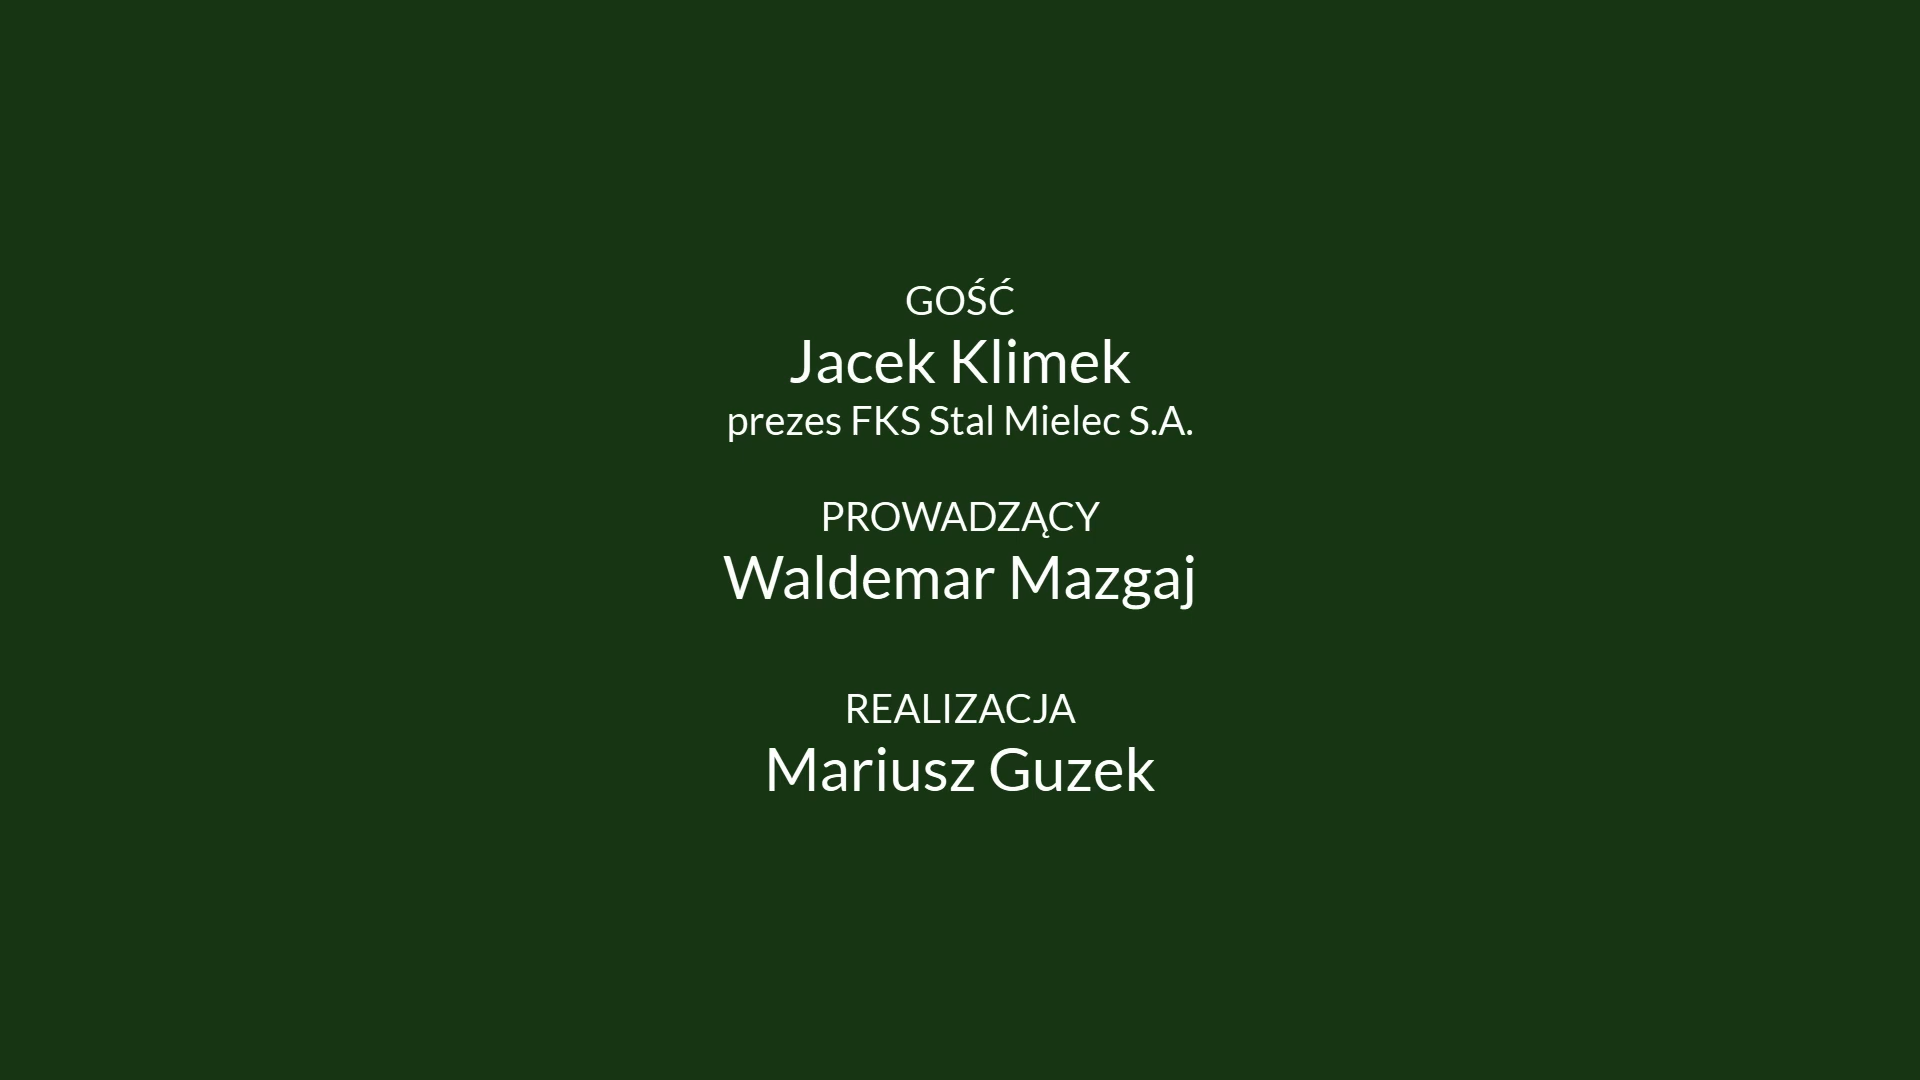 GOŚĆ
Jacek Klimek
prezes FKS Stal Mielec S.A.
PROWADZĄCY
Waldemar Mazgaj
REALIZACJA
Mariusz Guzek